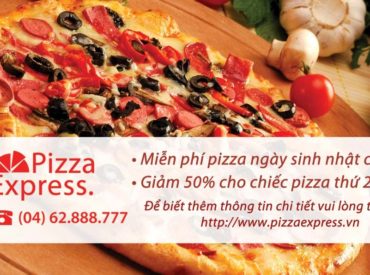 Pizza
Express.
(04) 62.888.777
• Miễn phí pizza ngày sinh nhật c
• Giảm 50% cho chiếc pizza thứ 2
Để biết thêm thông tin chi tiết vui lòng t
http://www.pizzaexpress.vn